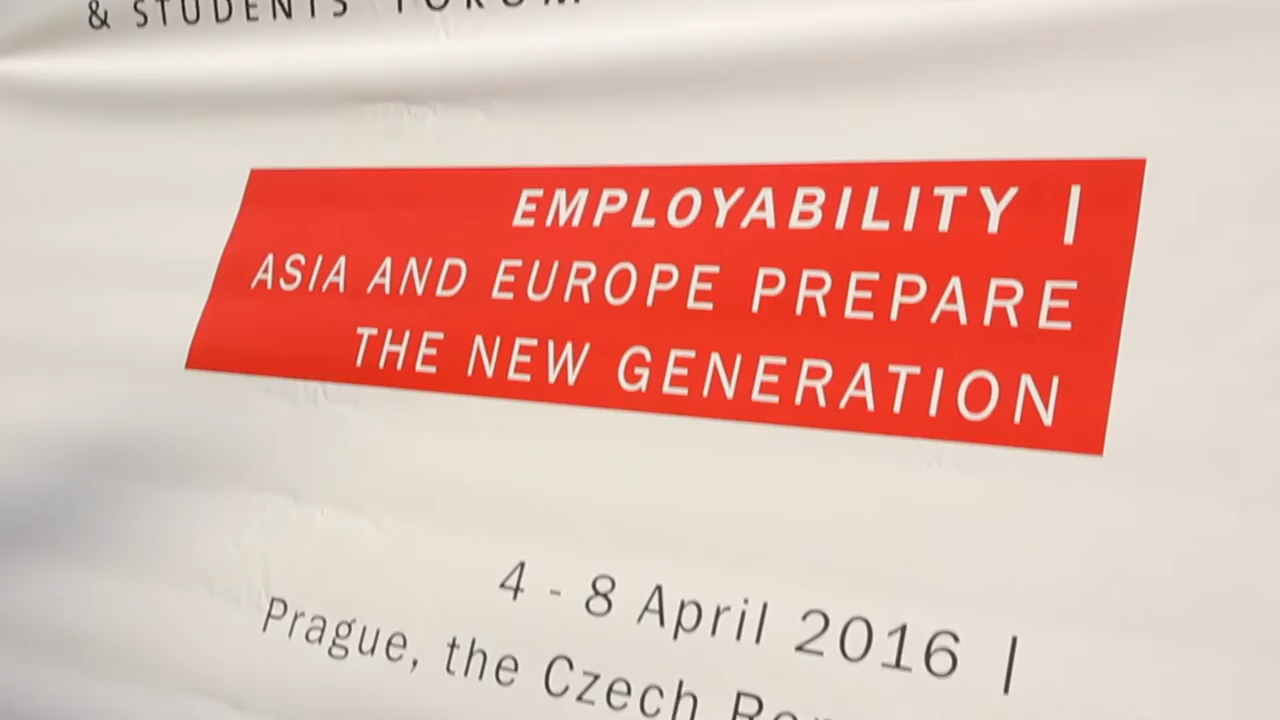 & STUDENTS' FORUM
EMPLOYABILITY |
ASIA AND EUROPE PREPARE
THE NEW GENERATION
4 - 8 April 2016 |
Prague, the Czech